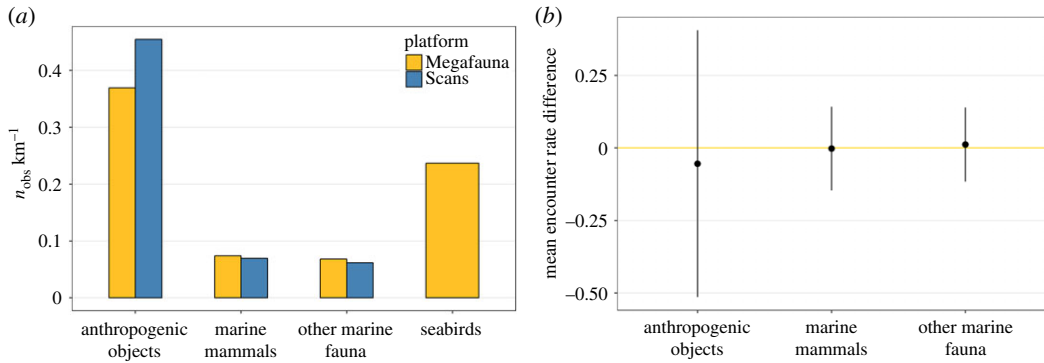 (a)
platform
Megafauna
Scans
n_obs km⁻¹
0.4
0.3
0.2
0.1
0
anthropogenic objects
marine mammals
other marine fauna
seabirds
(b)
mean encounter rate difference
0.25
0
−0.25
−0.50
anthropogenic objects
marine mammals
other marine fauna